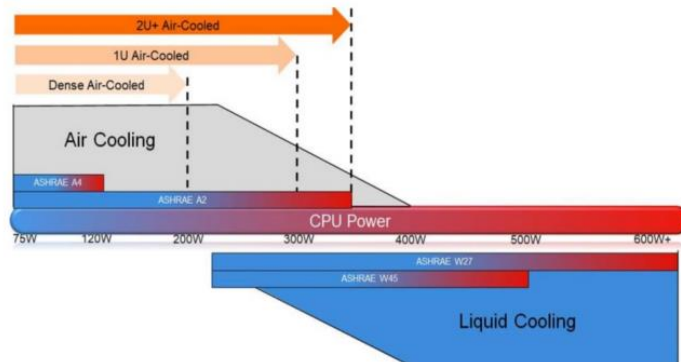 2U+ Air-Cooled
1U Air-Cooled
Dense Air-Cooled
Air Cooling
ASHRAE A4
ASHRAE A2
CPU Power
75W 120W 200W 300W 400W 500W 600W+
ASHRAE W27
ASHRAE W45
Liquid Cooling